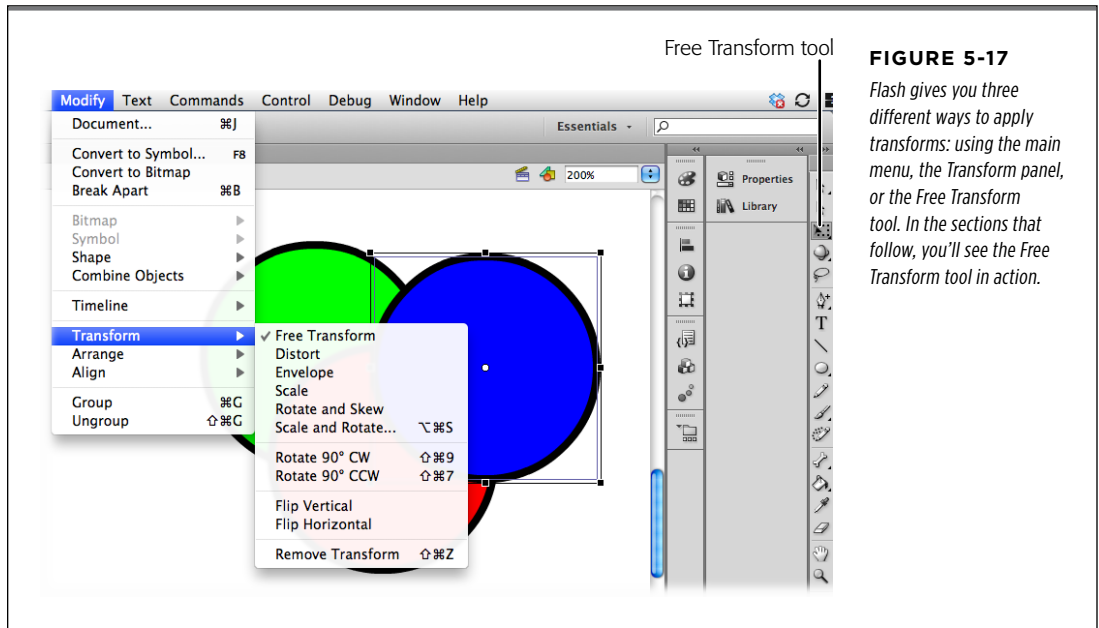 Free Transform tool
FIGURE 5-17
Flash gives you three
different ways to apply
transforms: using the main
menu, the Transform panel,
or the Free Transform
tool. In the sections that
follow, you'll see the Free
Transform tool in action.
Modify Text Commands Control Debug Window Help
Essentials
Document... ⌘J
Convert to Symbol... F8
Convert to Bitmap
Break Apart ⌘B
Bitmap
Symbol
Shape
Combine Objects
Timeline
Transform
Arrange
Align
Group ⌘G
Ungroup ⇧⌘G
✓ Free Transform
Distort
Envelope
Scale
Rotate and Skew
Scale and Rotate... ⌥⌘S
Rotate 90° CW ⇧⌘9
Rotate 90° CCW ⇧⌘7
Flip Vertical
Flip Horizontal
Remove Transform ⇧⌘Z
200%
Properties
Library
T